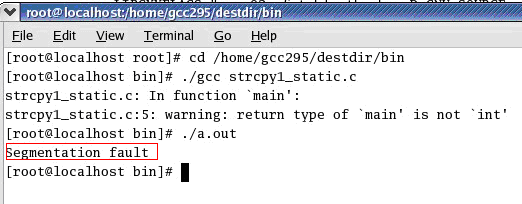 root@localhost:/home/gcc295/destdir/bin
File Edit View Terminal Go Help
[root@localhost root]# cd /home/gcc295/destdir/bin
[root@localhost bin]# ./gcc strcpy1_static.c
strcpy1_static.c: In function `main':
strcpy1_static.c:5: warning: return type of `main' is not `int'
[root@localhost bin]# ./a.out
Segmentation fault
[root@localhost bin]#